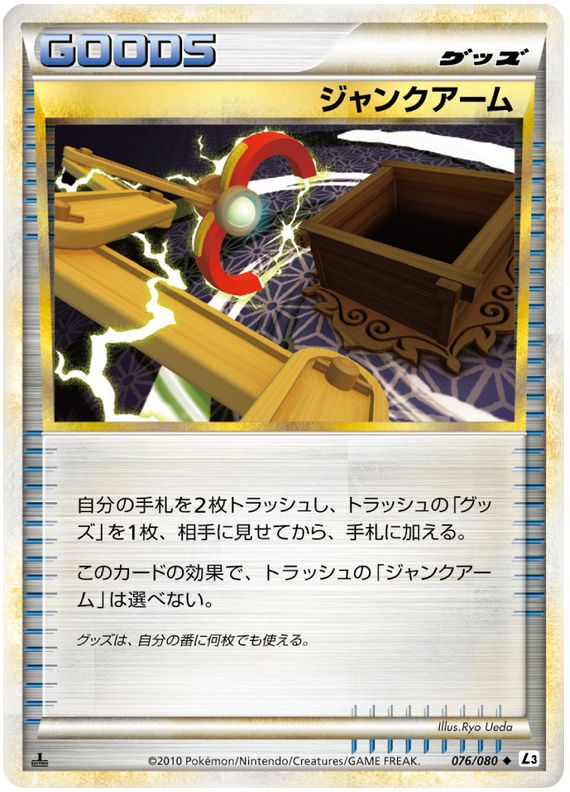 GOODS
グッズ
ジャンクアーム
自分の手札を2枚トラッシュし、トラッシュの「グッ
ズ」を1枚、相手に見せてから、手札に加える。
このカードの効果で、トラッシュの「ジャンクアー
ム」は選べない。
グッズは、自分の番に何枚でも使える。
Illus.Ryo Ueda
1
EDITION
©2010 Pokémon/Nintendo/Creatures/GAME FREAK.
076/080 ◆ L3